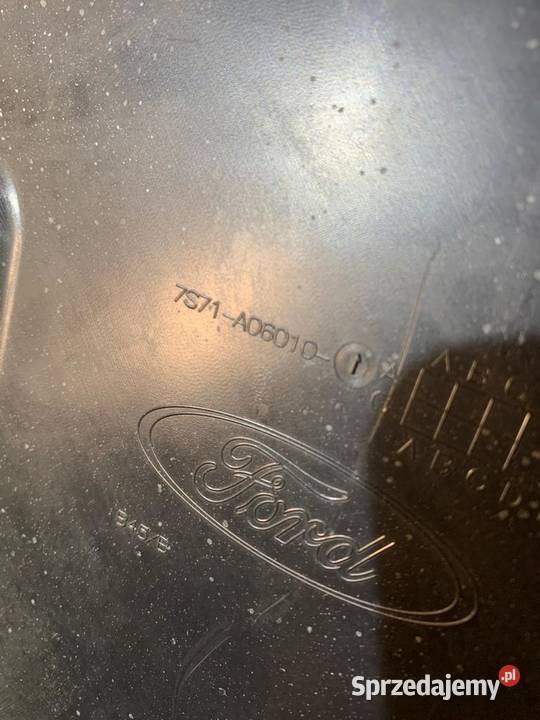 7S71-A06010-
A B C
A B C D
Ford
Sprzedajemy.pl